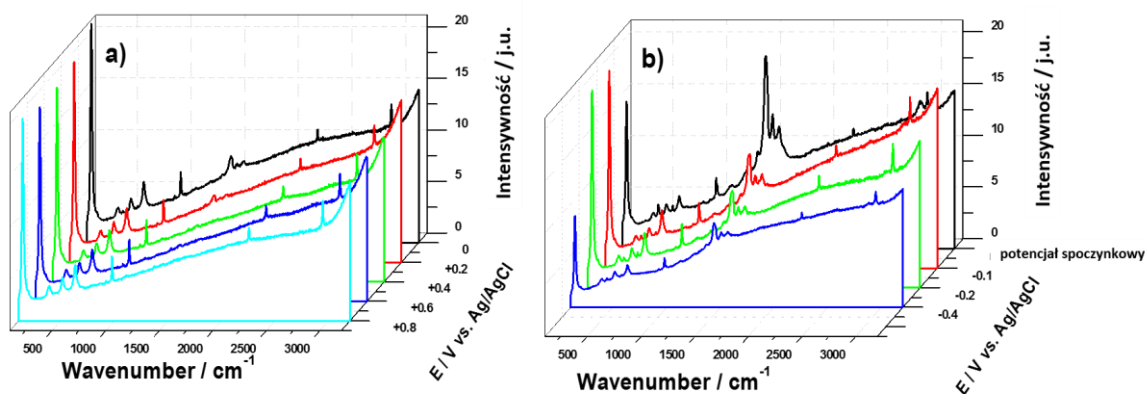 a)
20
15
10
5
0
Intensywność / j.u.
0
+0.2
+0.4
+0.6
+0.8
E / V vs. Ag/AgCl
500 1000 1500 2000 2500 3000
Wavenumber / cm⁻¹
b)
20
15
10
5
0
Intensywność / j.u.
potencjał spoczynkowy
-0.1
-0.2
-0.4
E / V vs. Ag/AgCl
500 1000 1500 2000 2500 3000
Wavenumber / cm⁻¹